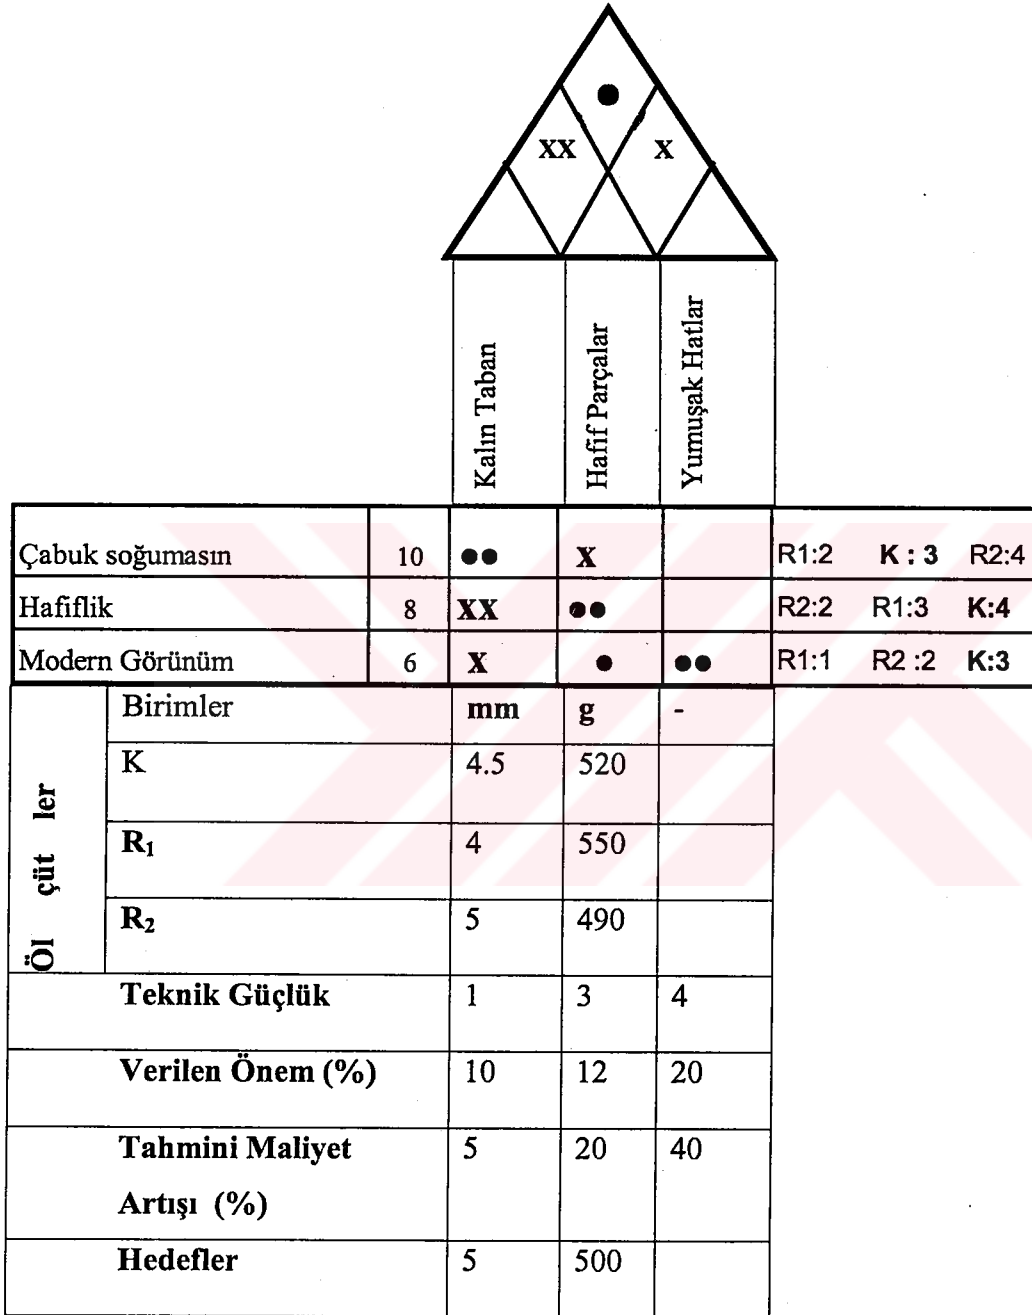 ●
XX X
Kalın Taban
Hafif Parçalar
Yumuşak Hatlar
Çabuk soğumasın 10 ●● X R1:2 K : 3 R2:4
Hafiflik 8 XX ●● R2:2 R1:3 K:4
Modern Görünüm 6 X ● ●● R1:1 R2 :2 K:3
Öl çüt ler
Birimler mm g -
K 4.5 520
R₁ 4 550
R₂ 5 490
Teknik Güçlük 1 3 4
Verilen Önem (%) 10 12 20
Tahmini Maliyet 5 20 40
Artışı (%)
Hedefler 5 500